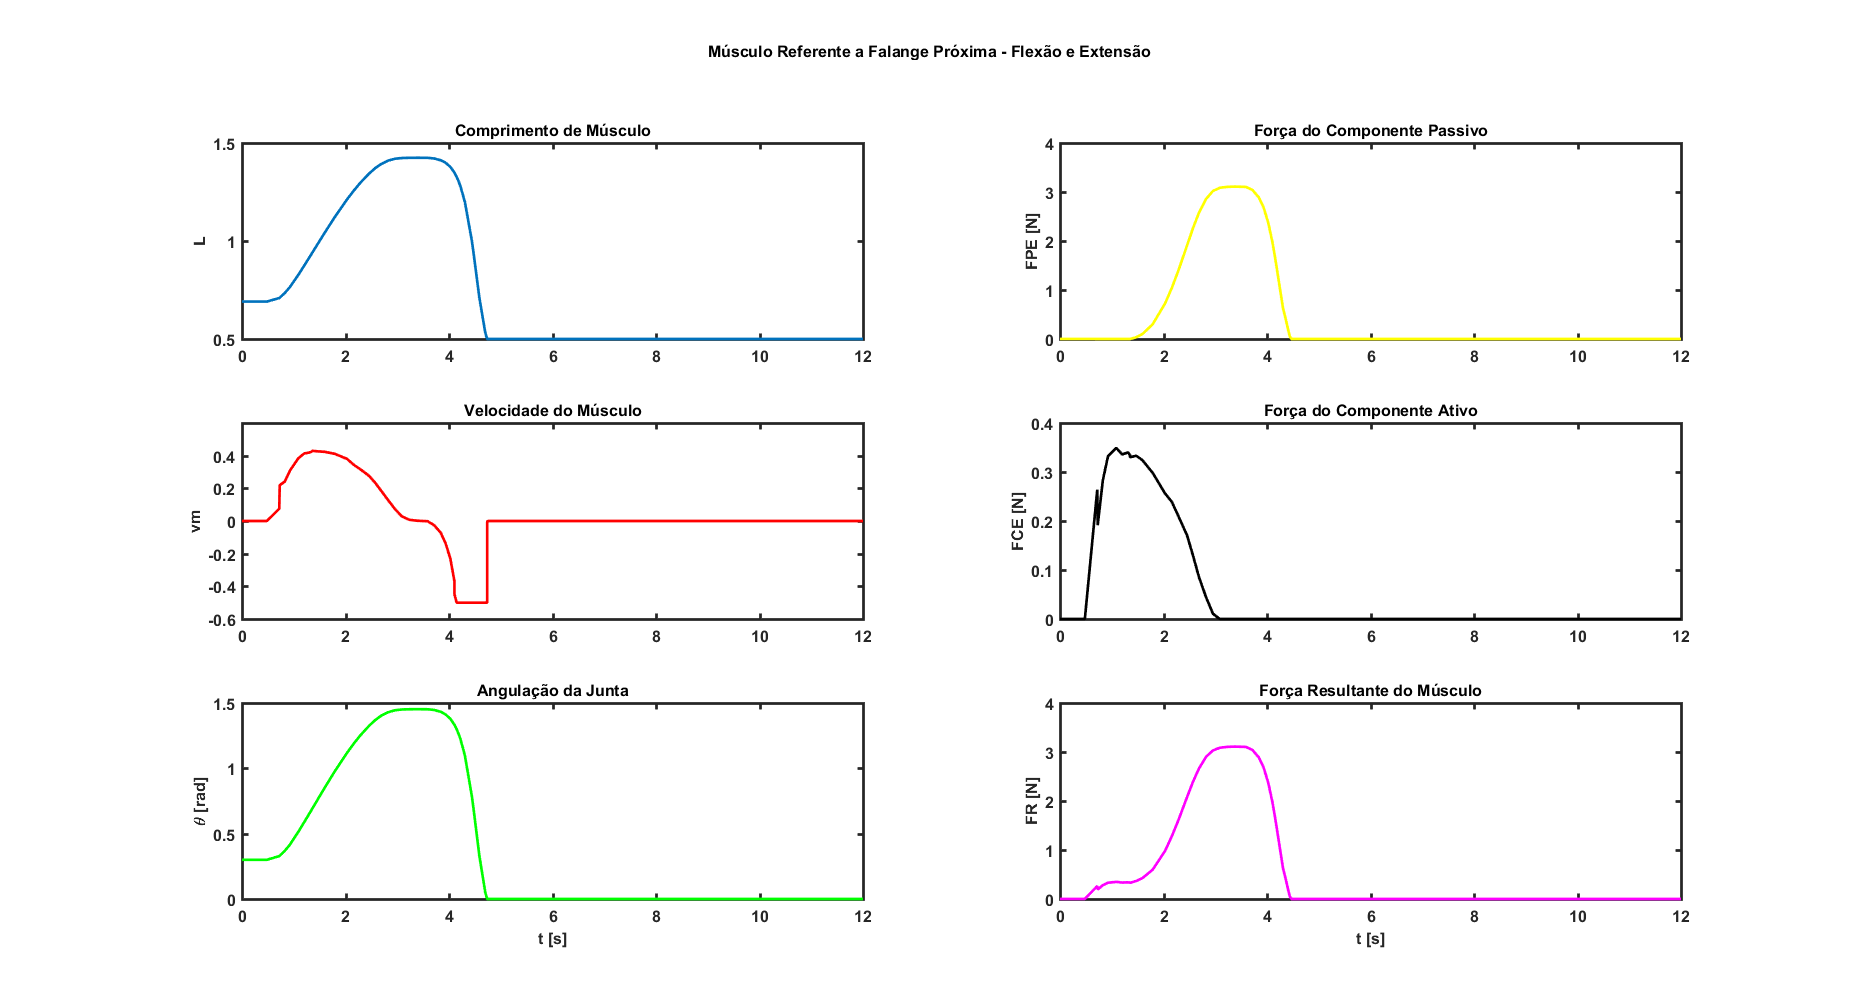 Músculo Referente a Falange Próxima - Flexão e Extensão
Comprimento de Músculo
L
1.5
1
0.5
0 2 4 6 8 10 12
Força do Componente Passivo
FPE [N]
4
3
2
1
0
0 2 4 6 8 10 12
Velocidade do Músculo
vm
0.4
0.2
0
-0.2
-0.4
-0.6
0 2 4 6 8 10 12
Força do Componente Ativo
FCE [N]
0.4
0.3
0.2
0.1
0
0 2 4 6 8 10 12
Angulação da Junta
θ [rad]
1.5
1
0.5
0
0 2 4 6 8 10 12
t [s]
Força Resultante do Músculo
FR [N]
4
3
2
1
0
0 2 4 6 8 10 12
t [s]